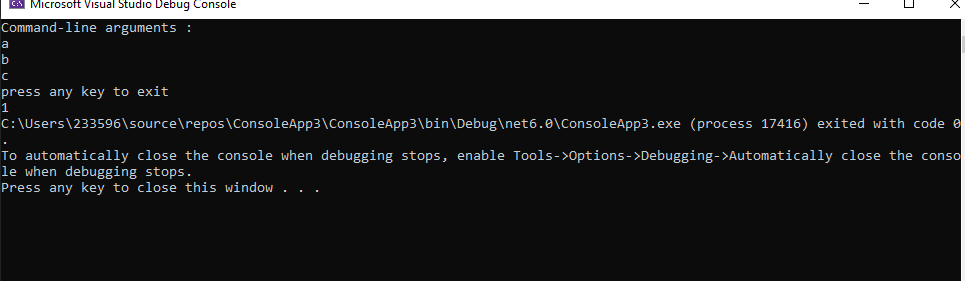 C:\ Microsoft Visual Studio Debug Console
Command-line arguments :
a
b
c
press any key to exit
1
C:\Users\233596\source\repos\ConsoleApp3\ConsoleApp3\bin\Debug\net6.0\ConsoleApp3.exe (process 17416) exited with code 0
.
To automatically close the console when debugging stops, enable Tools->Options->Debugging->Automatically close the conso
le when debugging stops.
Press any key to close this window . . .